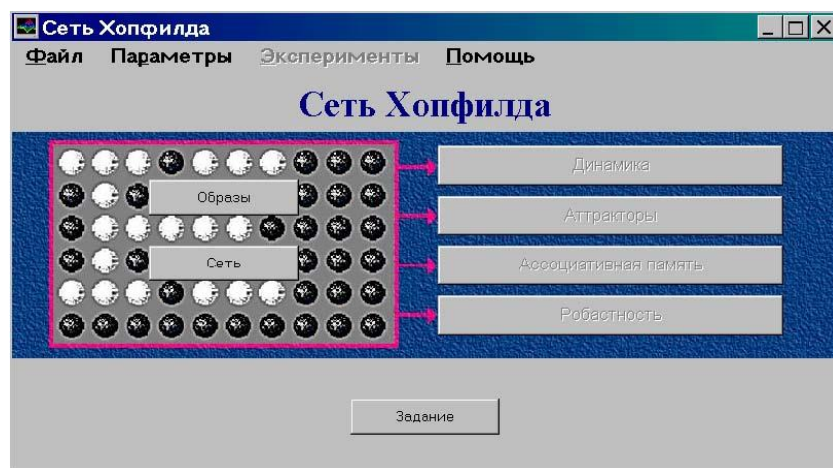 Сеть Хопфилда
Файл Параметры Эксперименты Помощь
Сеть Хопфилда
Образы
Сеть
Динамика
Аттракторы
Ассоциативная память
Робастность
Задание